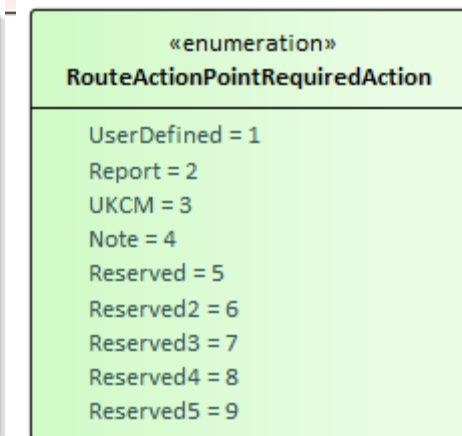 «enumeration»
RouteActionPointRequiredAction
UserDefined = 1
Report = 2
UKCM = 3
Note = 4
Reserved = 5
Reserved2 = 6
Reserved3 = 7
Reserved4 = 8
Reserved5 = 9